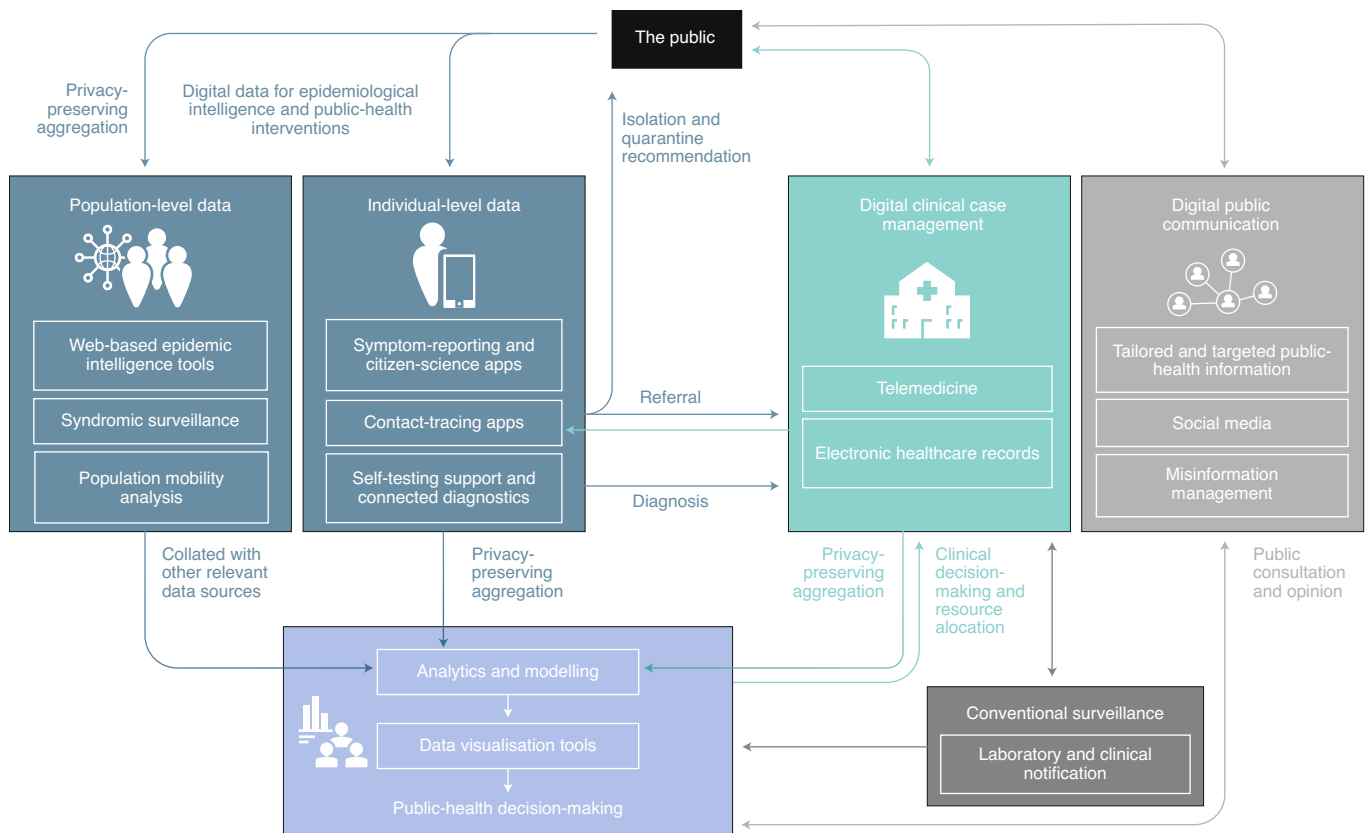 The public
Privacy-
preserving
aggregation
Digital data for epidemiological
intelligence and public-health
interventions
Isolation and
quarantine
recommendation
Population-level data
Web-based epidemic
intelligence tools
Syndromic surveillance
Population mobility
analysis
Individual-level data
Symptom-reporting and
citizen-science apps
Contact-tracing apps
Self-testing support and
connected diagnostics
Referral
Diagnosis
Digital clinical case
management
Telemedicine
Electronic healthcare records
Digital public
communication
Tailored and targeted public-
health information
Social media
Misinformation
management
Collated with
other relevant
data sources
Privacy-
preserving
aggregation
Privacy-
preserving
aggregation
Clinical
decision-
making and
resource
alocation
Public
consultation
and opinion
Analytics and modelling
Data visualisation tools
Public-health decision-making
Conventional surveillance
Laboratory and clinical
notification